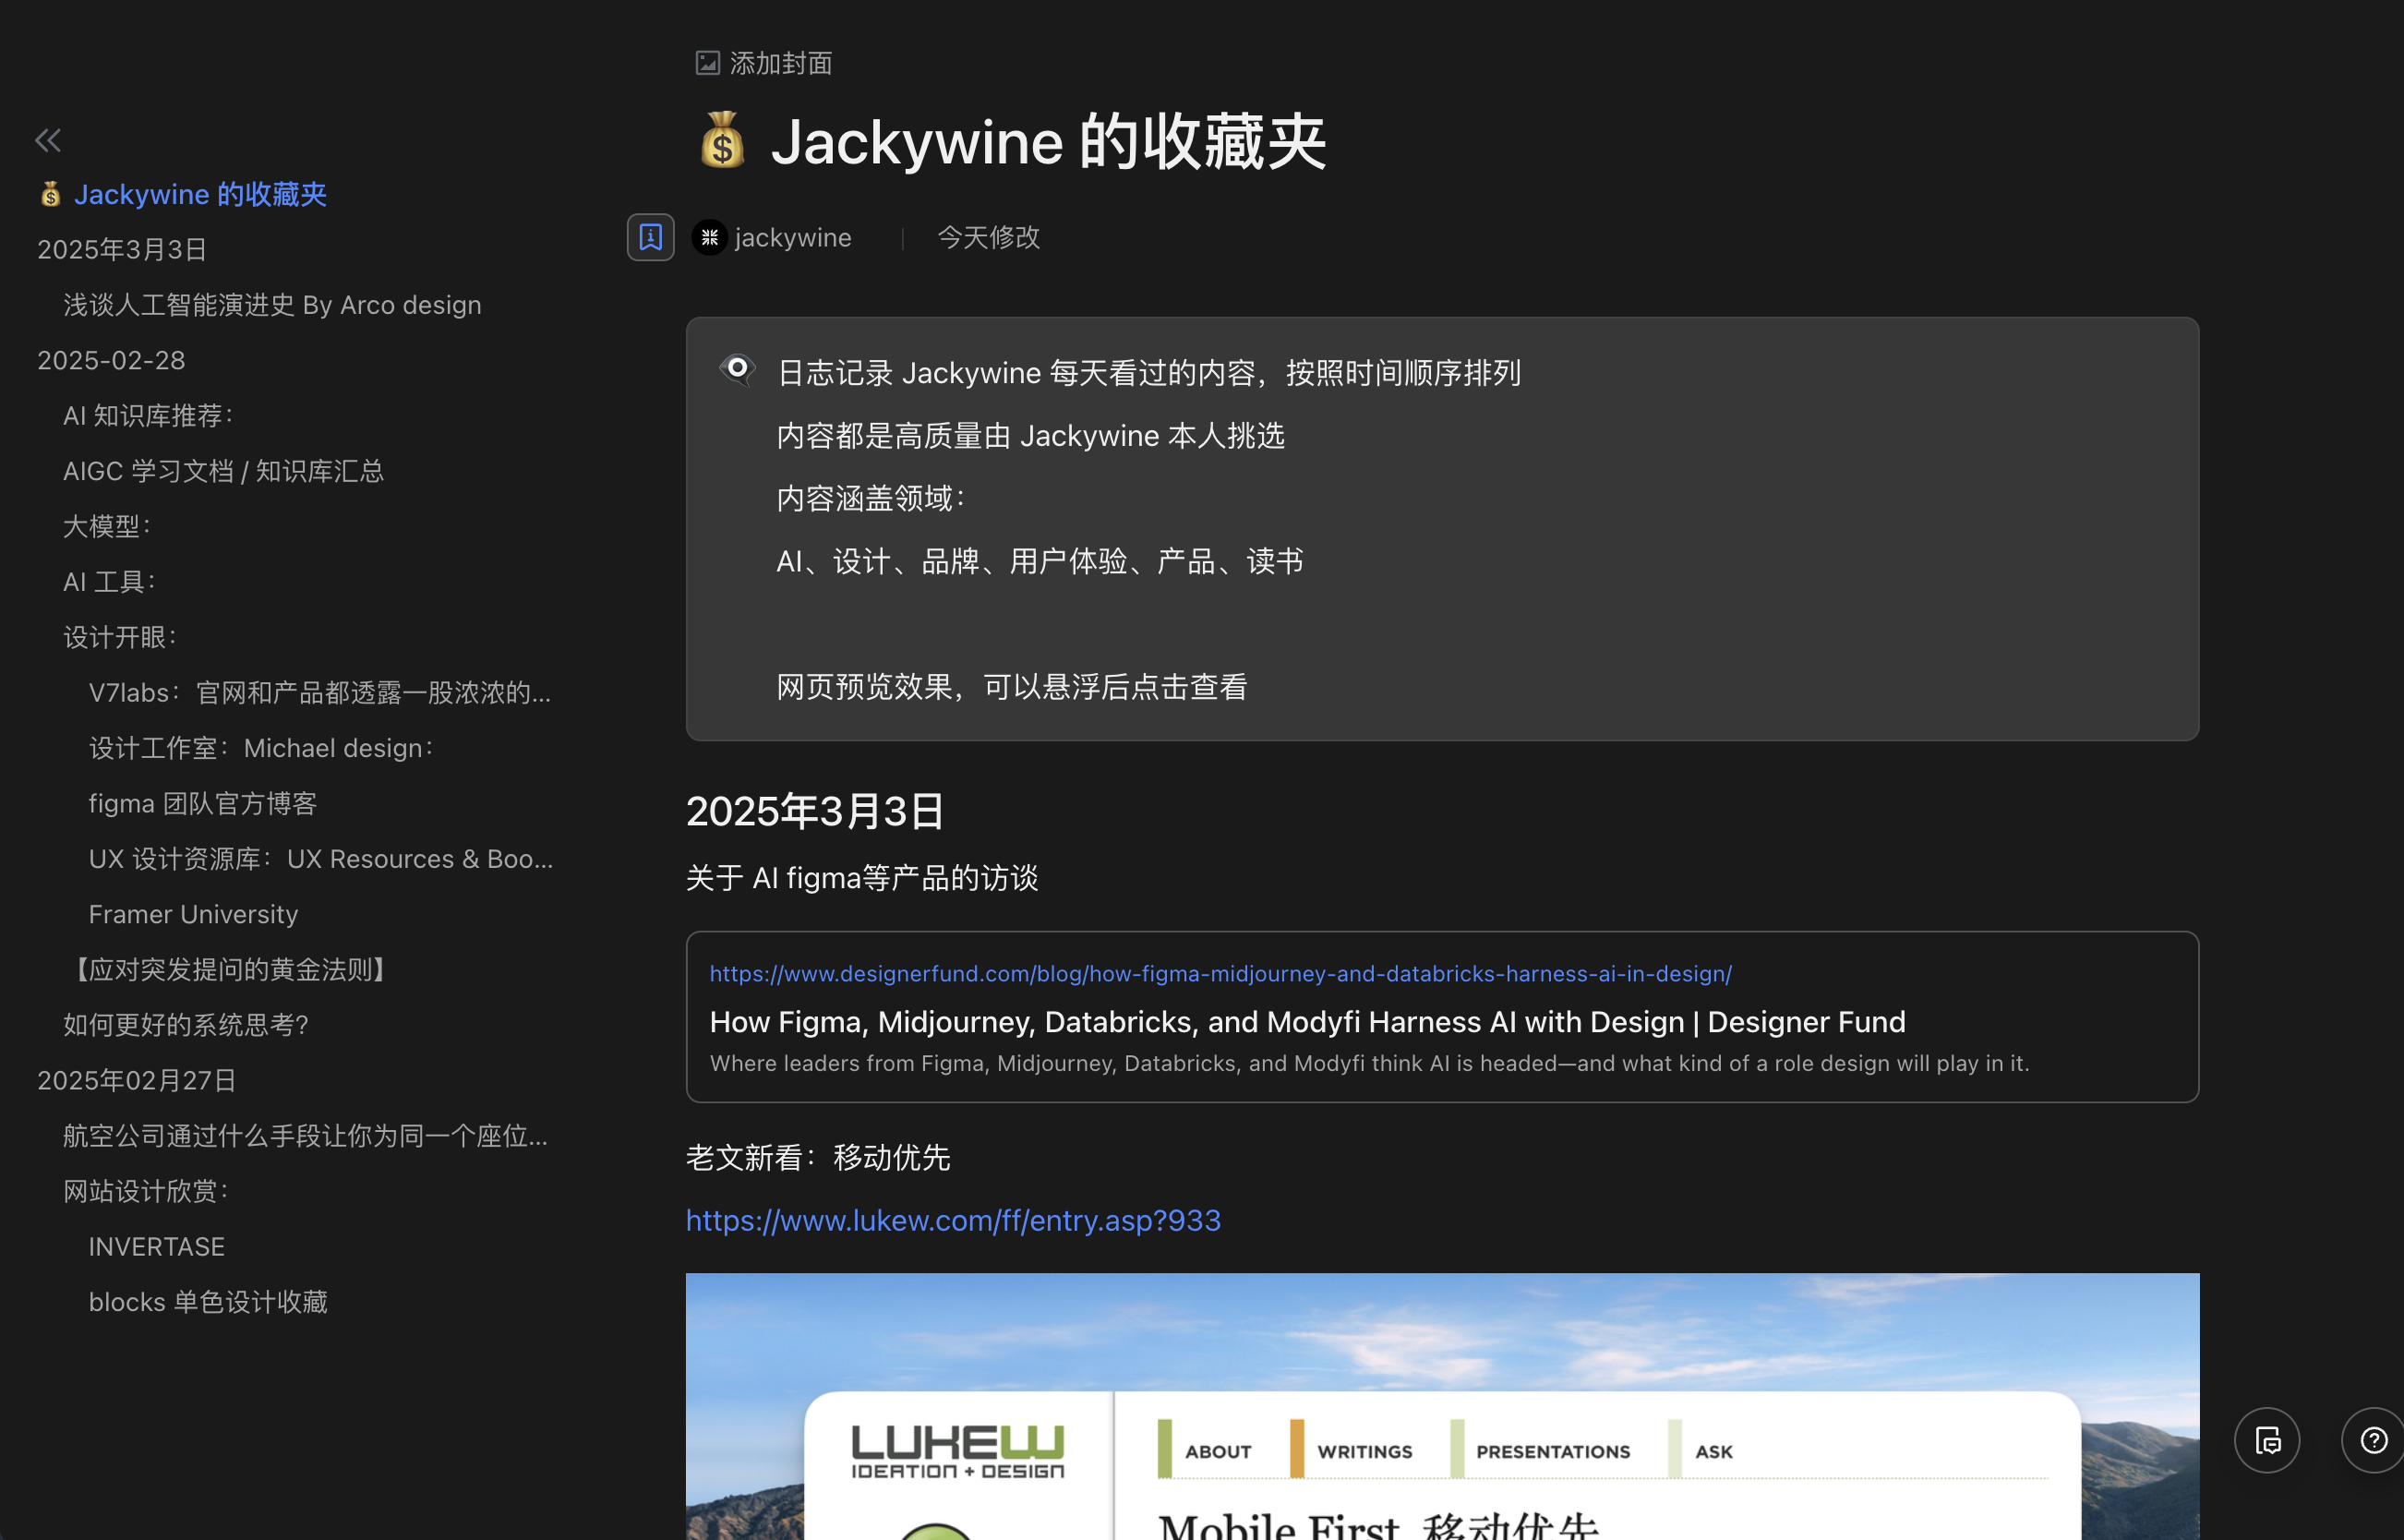 Jackywine 的收藏夹
2025年3月3日
浅谈人工智能演进史 By Arco design
2025-02-28
AI 知识库推荐：
AIGC 学习文档 / 知识库汇总
大模型：
AI 工具：
设计开眼：
V7labs：官网和产品都透露一股浓浓的...
设计工作室：Michael design：
figma 团队官方博客
UX 设计资源库：UX Resources & Boo...
Framer University
【应对突发提问的黄金法则】
如何更好的系统思考？
2025年02月27日
航空公司通过什么手段让你为同一个座位...
网站设计欣赏：
INVERTASE
blocks 单色设计收藏
添加封面
Jackywine 的收藏夹
jackywine
今天修改
日志记录 Jackywine 每天看过的内容，按照时间顺序排列
内容都是高质量由 Jackywine 本人挑选
内容涵盖领域：
AI、设计、品牌、用户体验、产品、读书
网页预览效果，可以悬浮后点击查看
2025年3月3日
关于 AI figma等产品的访谈
https://www.designerfund.com/blog/how-figma-midjourney-and-databricks-harness-ai-in-design/
How Figma, Midjourney, Databricks, and Modyfi Harness AI with Design | Designer Fund
Where leaders from Figma, Midjourney, Databricks, and Modyfi think AI is headed—and what kind of a role design will play in it.
老文新看：移动优先
https://www.lukew.com/ff/entry.asp?933
LUKEW
IDEATION + DESIGN
ABOUT
WRITINGS
PRESENTATIONS
ASK
Mobile First 移动优先